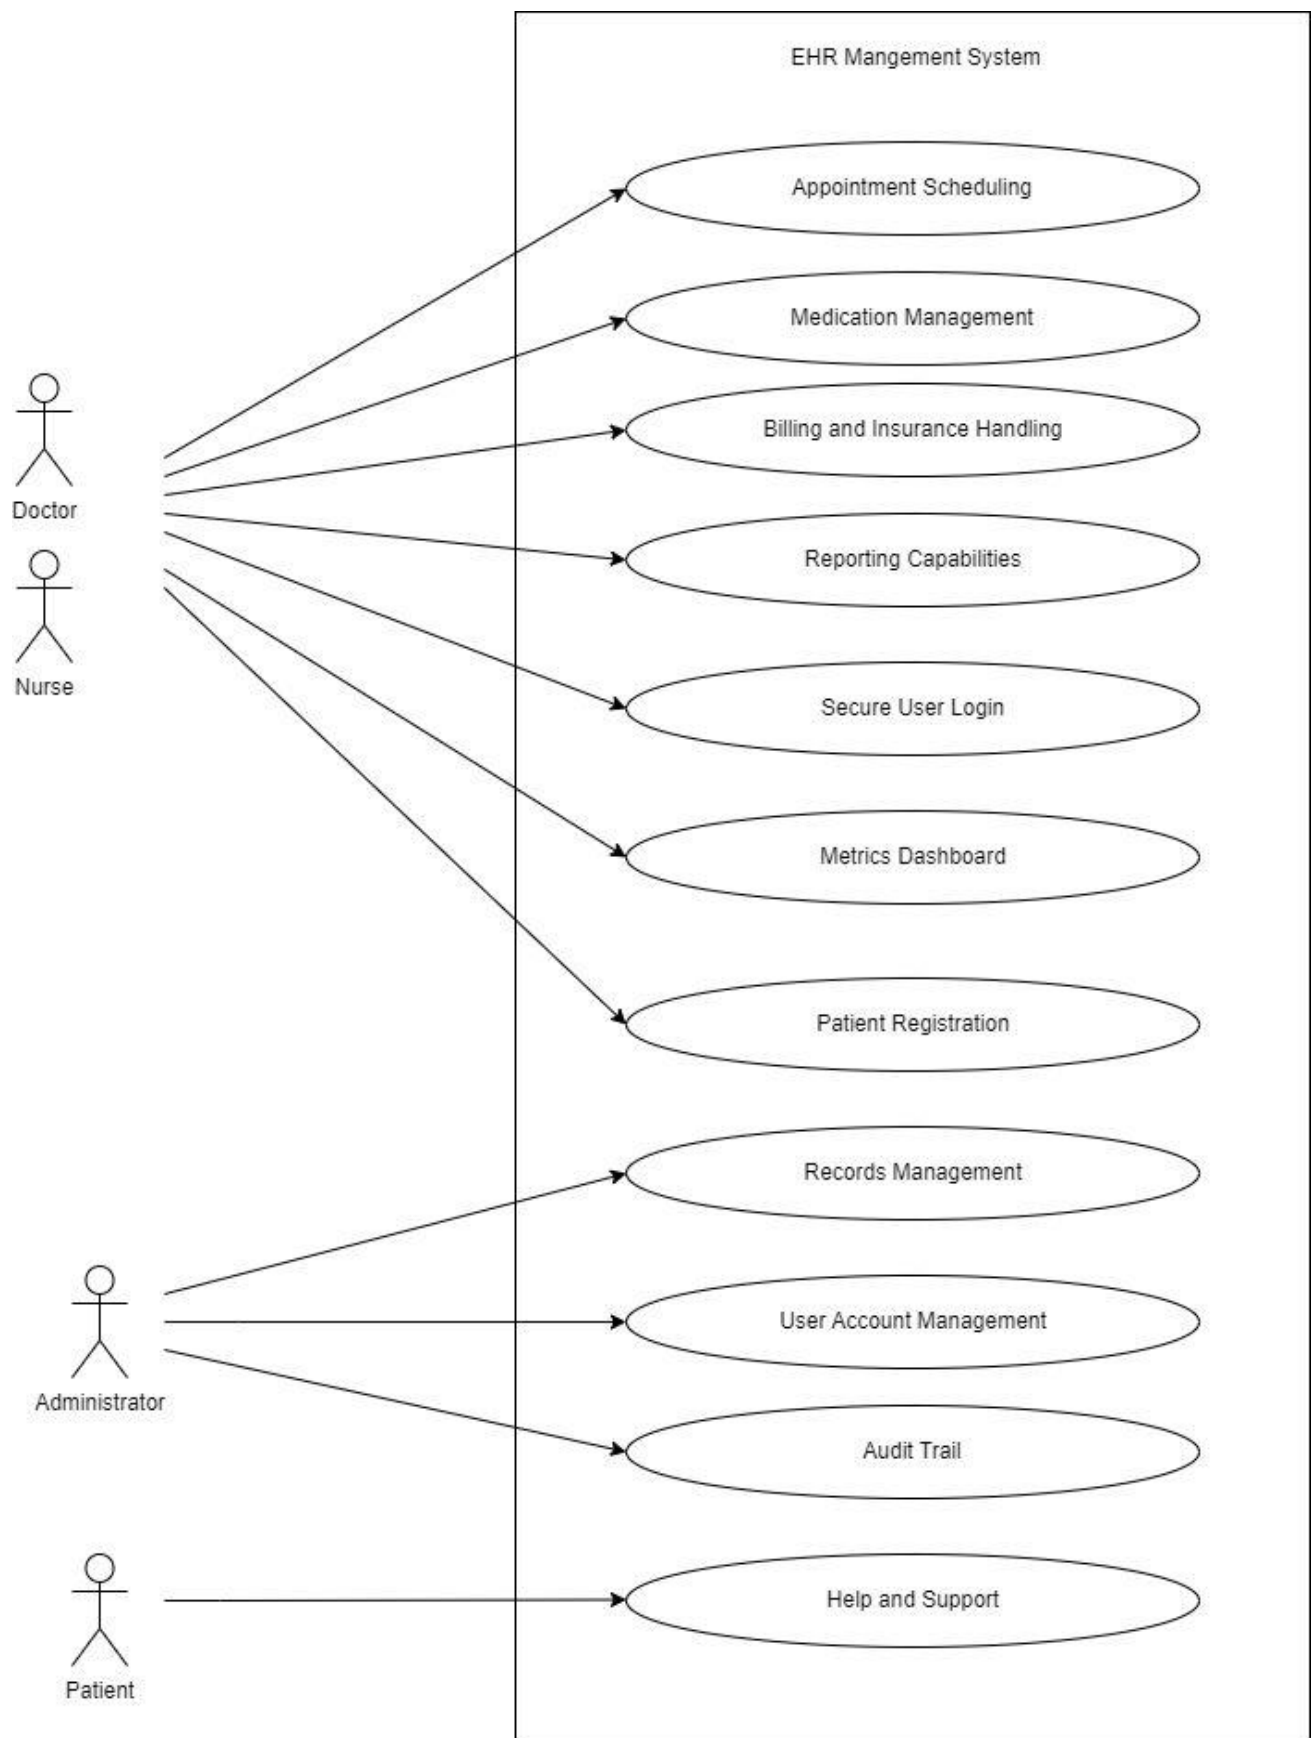 EHR Mangement System
Appointment Scheduling
Medication Management
Billing and Insurance Handling
Doctor
Reporting Capabilities
Nurse
Secure User Login
Metrics Dashboard
Patient Registration
Records Management
User Account Management
Administrator
Audit Trail
Help and Support
Patient